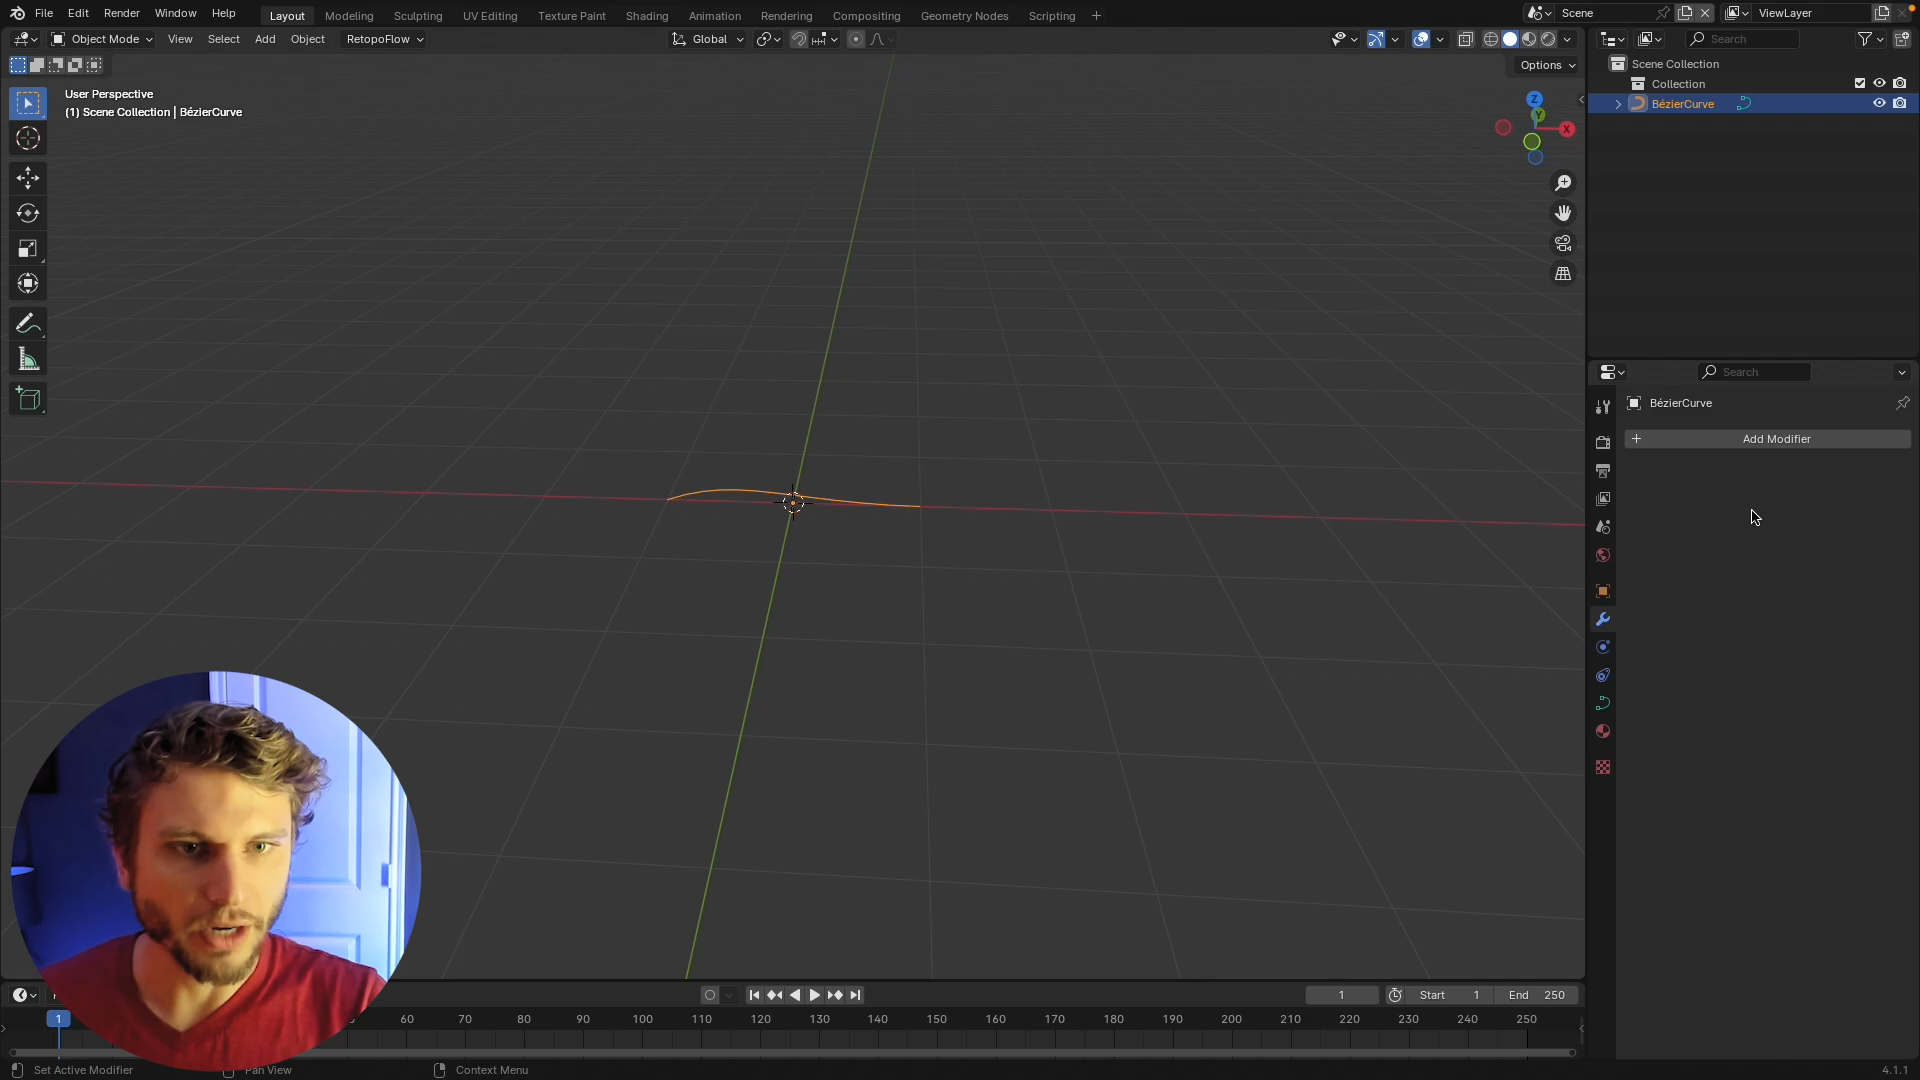 File Edit Render Window Help Layout Modeling Sculpting UV Editing Texture Paint Shading Animation Rendering Compositing Geometry Nodes Scripting Scene ViewLayer
Object Mode View Select Add Object RetopoFlow Global Search
Options
Scene Collection
Collection
BézierCurve
User Perspective
(1) Scene Collection | BézierCurve
Z
Y
X
Search
BézierCurve
Add Modifier
1 Start 1 End 250
1 60 70 80 90 100 110 120 130 140 150 160 170 180 190 200 210 220 230 240 250
Set Active Modifier Pan View Context Menu 4.1.1